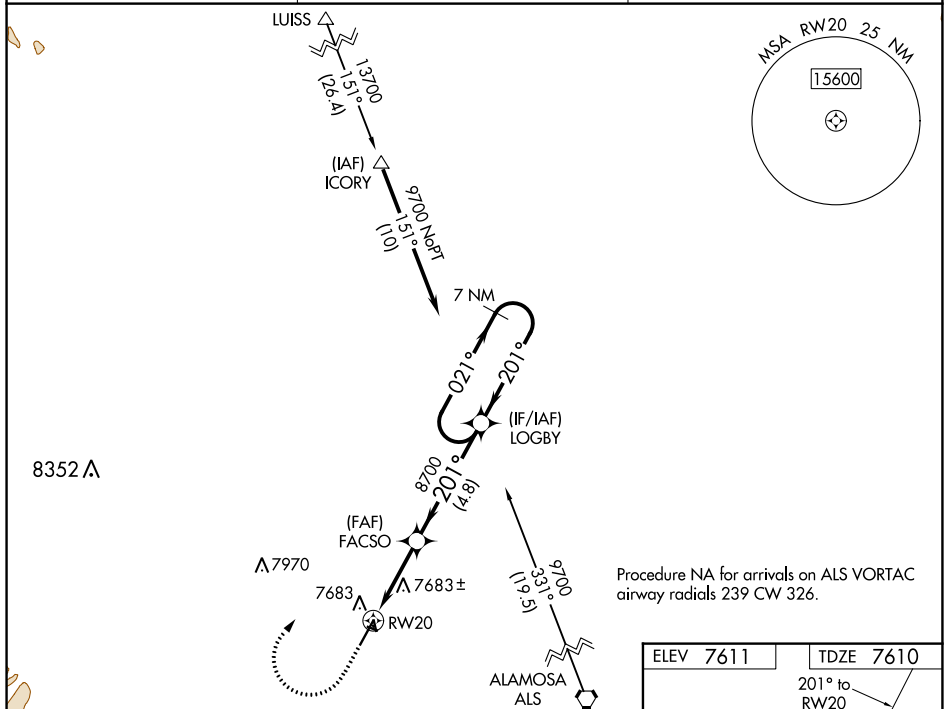 LUISS
13700
151°
(26.4)
(IAF)
ICORY
9700 NoPT
151°
(10)
MSA RW20 25 NM
15600
7 NM
021°
201°
(IF/IAF)
LOGBY
8352
8700
201°
(4.8)
(FAF)
FACSO
7970
7683
7683±
RW20
9700
331°
(19.5)
ALAMOSA
ALS
Procedure NA for arrivals on ALS VORTAC
airway radials 239 CW 326.
ELEV 7611
TDZE 7610
201° to
RW20